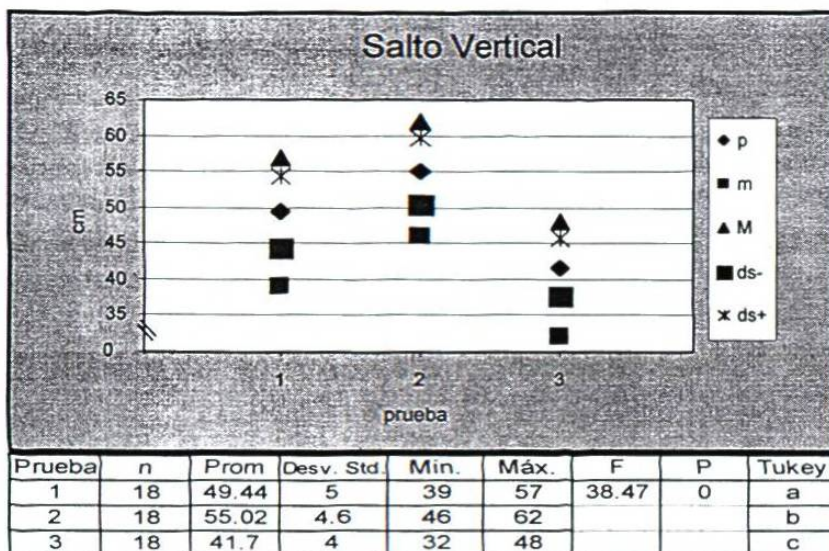 Salto Vertical
65
60
55
50
45
40
35
0
cm
1 2 3
prueba
p
m
M
ds-
ds+
Prueba n Prom Desv. Std. Min. Máx. F P Tukey
1 18 49.44 5 39 57 38.47 0 a
2 18 55.02 4.6 46 62 b
3 18 41.7 4 32 48 c